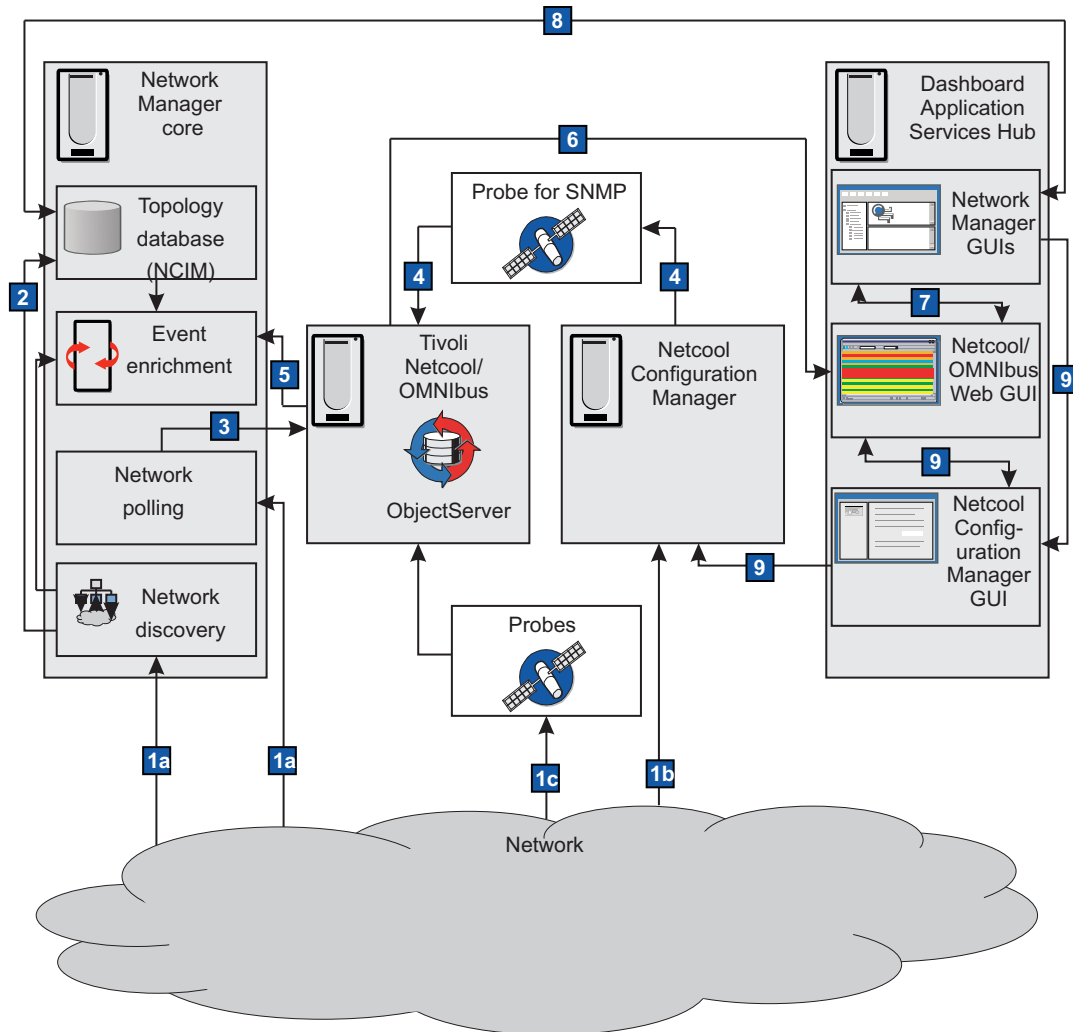 8
Network
Manager
core
Dashboard
Application
Services Hub
6
Probe for SNMP
Topology
database
(NCIM)
Network
Manager
GUIs
2
4
4
7
Event
enrichment
5
Tivoli
Netcool/
OMNIbus
ObjectServer
Netcool
Configuration
Manager
Netcool/
OMNIbus
Web GUI
9
3
9
Network
polling
Netcool
Config-
uration
Manager
GUI
9
Network
discovery
Probes
1a
1a
1c
1b
Network